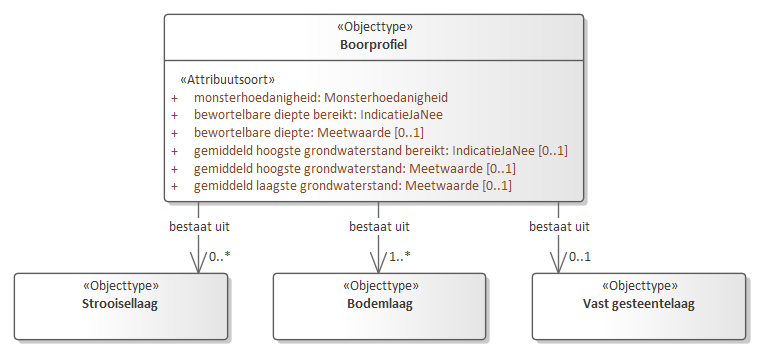 «Objecttype»
Boorprofiel
«Attribuutsoort»
+ monsterhoedanigheid: Monsterhoedanigheid
+ bewortelbare diepte bereikt: IndicatieJaNee
+ bewortelbare diepte: Meetwaarde [0..1]
+ gemiddeld hoogste grondwaterstand bereikt: IndicatieJaNee [0..1]
+ gemiddeld hoogste grondwaterstand: Meetwaarde [0..1]
+ gemiddeld laagste grondwaterstand: Meetwaarde [0..1]
bestaat uit bestaat uit bestaat uit
0..* 1..* 0..1
«Objecttype» «Objecttype» «Objecttype»
Strooisellaag Bodemlaag Vast gesteentelaag